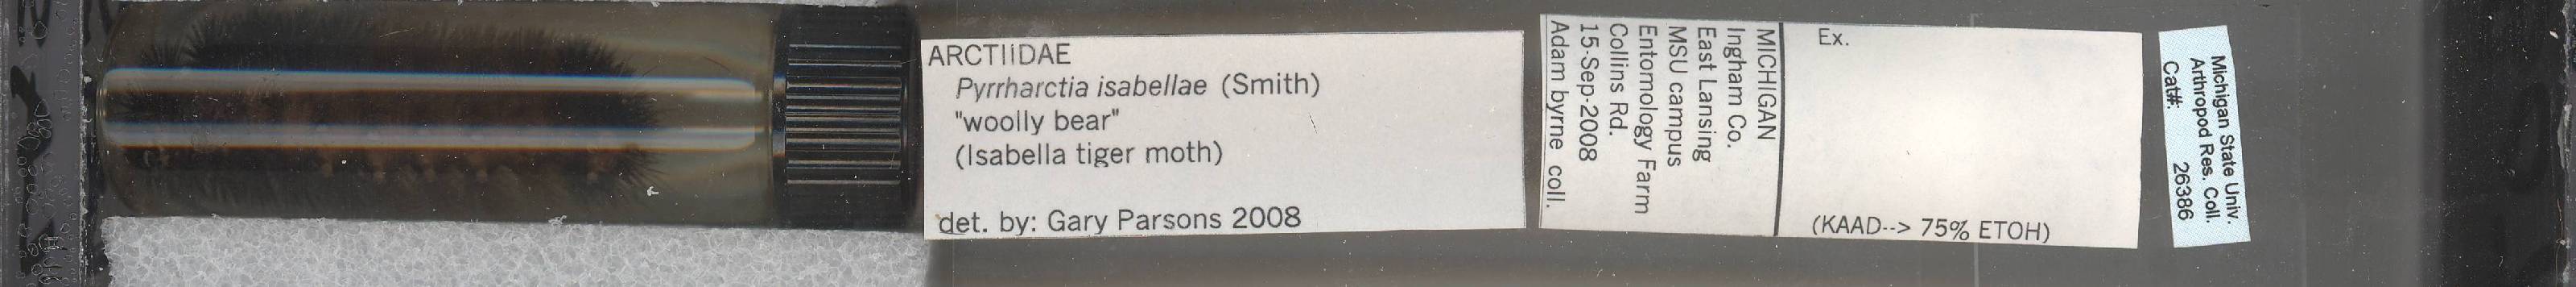 ARCTIIDAE
Pyrrharctia isabellae (Smith)
"woolly bear"
(Isabella tiger moth)
det. by: Gary Parsons 2008
MICHIGAN
Ingham Co.
East Lansing
MSU campus
Entomology Farm
Collins Rd.
15-Sep-2008
Adam byrne coll.
Ex.
(KAAD--> 75% ETOH)
Michigan State Univ.
Arthropod Res. Coll.
Cat#: 26386